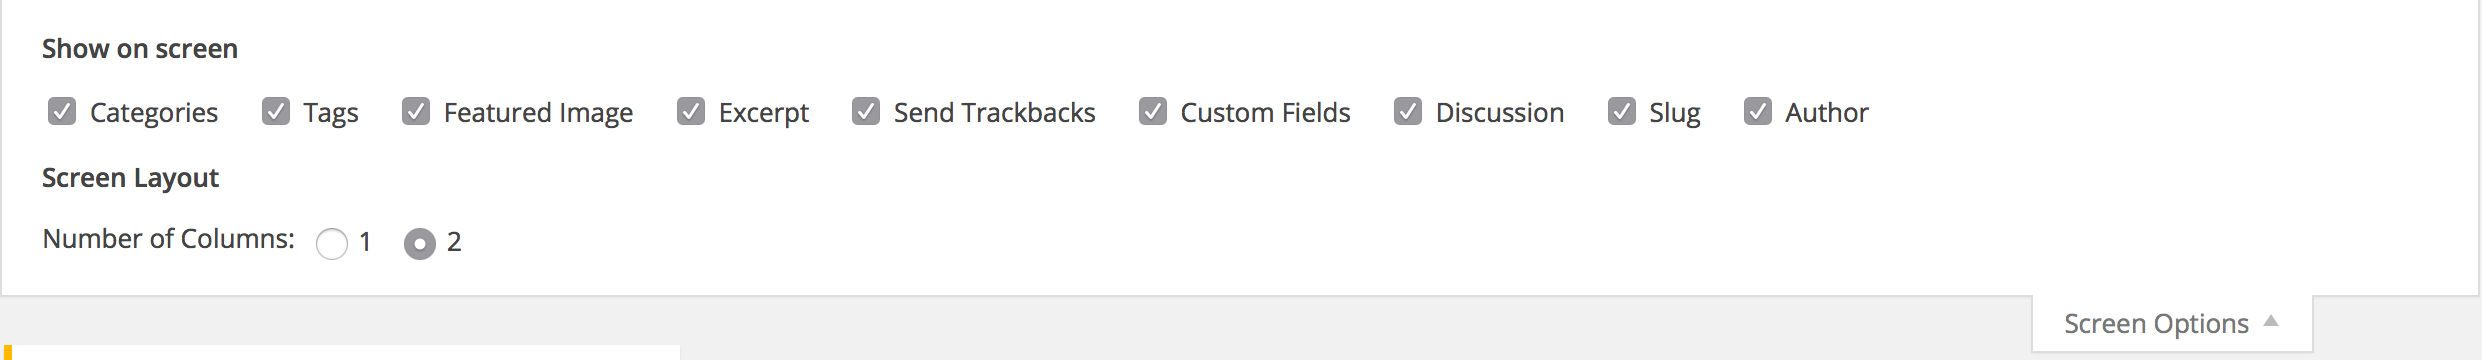 Show on screen
Categories Tags Featured Image Excerpt Send Trackbacks Custom Fields Discussion Slug Author
Screen Layout
Number of Columns: 1 2
Screen Options